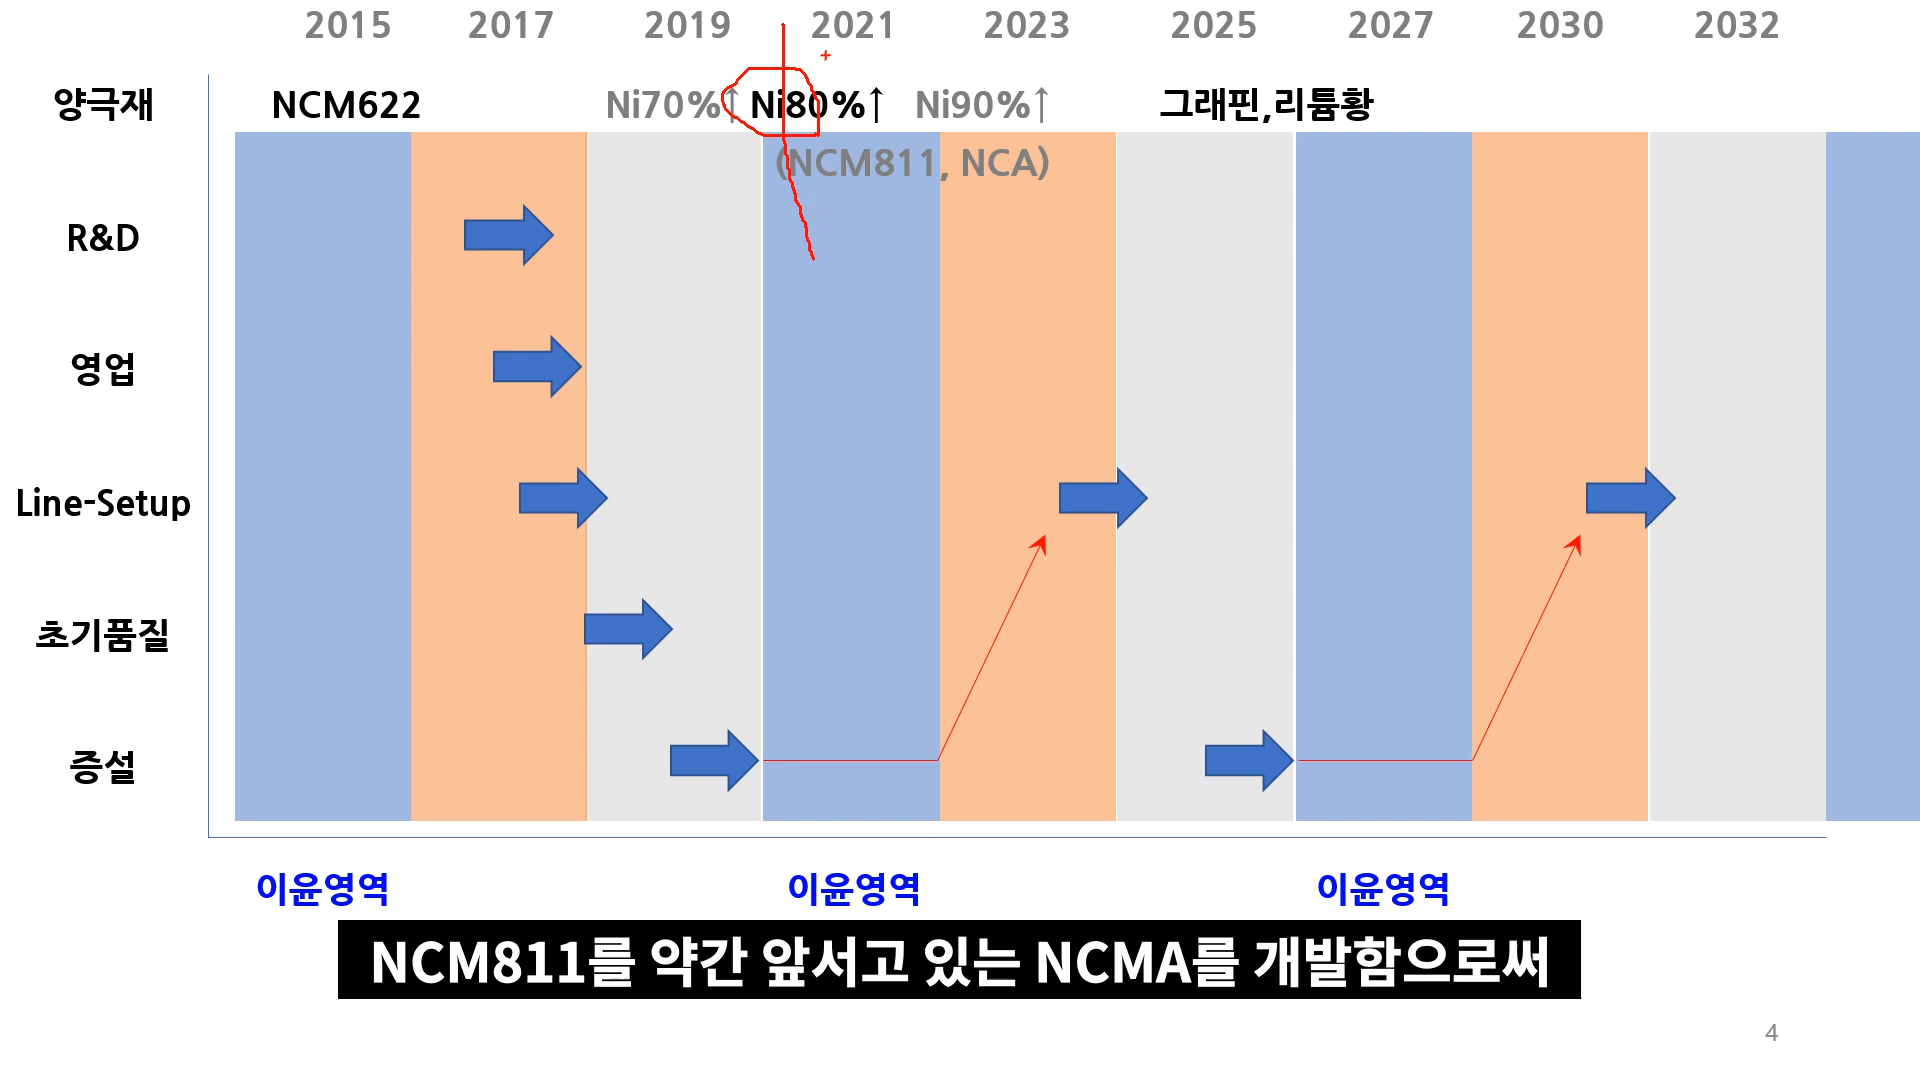 2015 2017 2019 2021 2023 2025 2027 2030 2032
양극재 NCM622 Ni70%↑ Ni80%↑ Ni90%↑ 그래핀,리튬황
(NCM811, NCA)
R&D
영업
Line-Setup
초기품질
증설
이윤영역 이윤영역 이윤영역
NCM811를 약간 앞서고 있는 NCMA를 개발함으로써
4